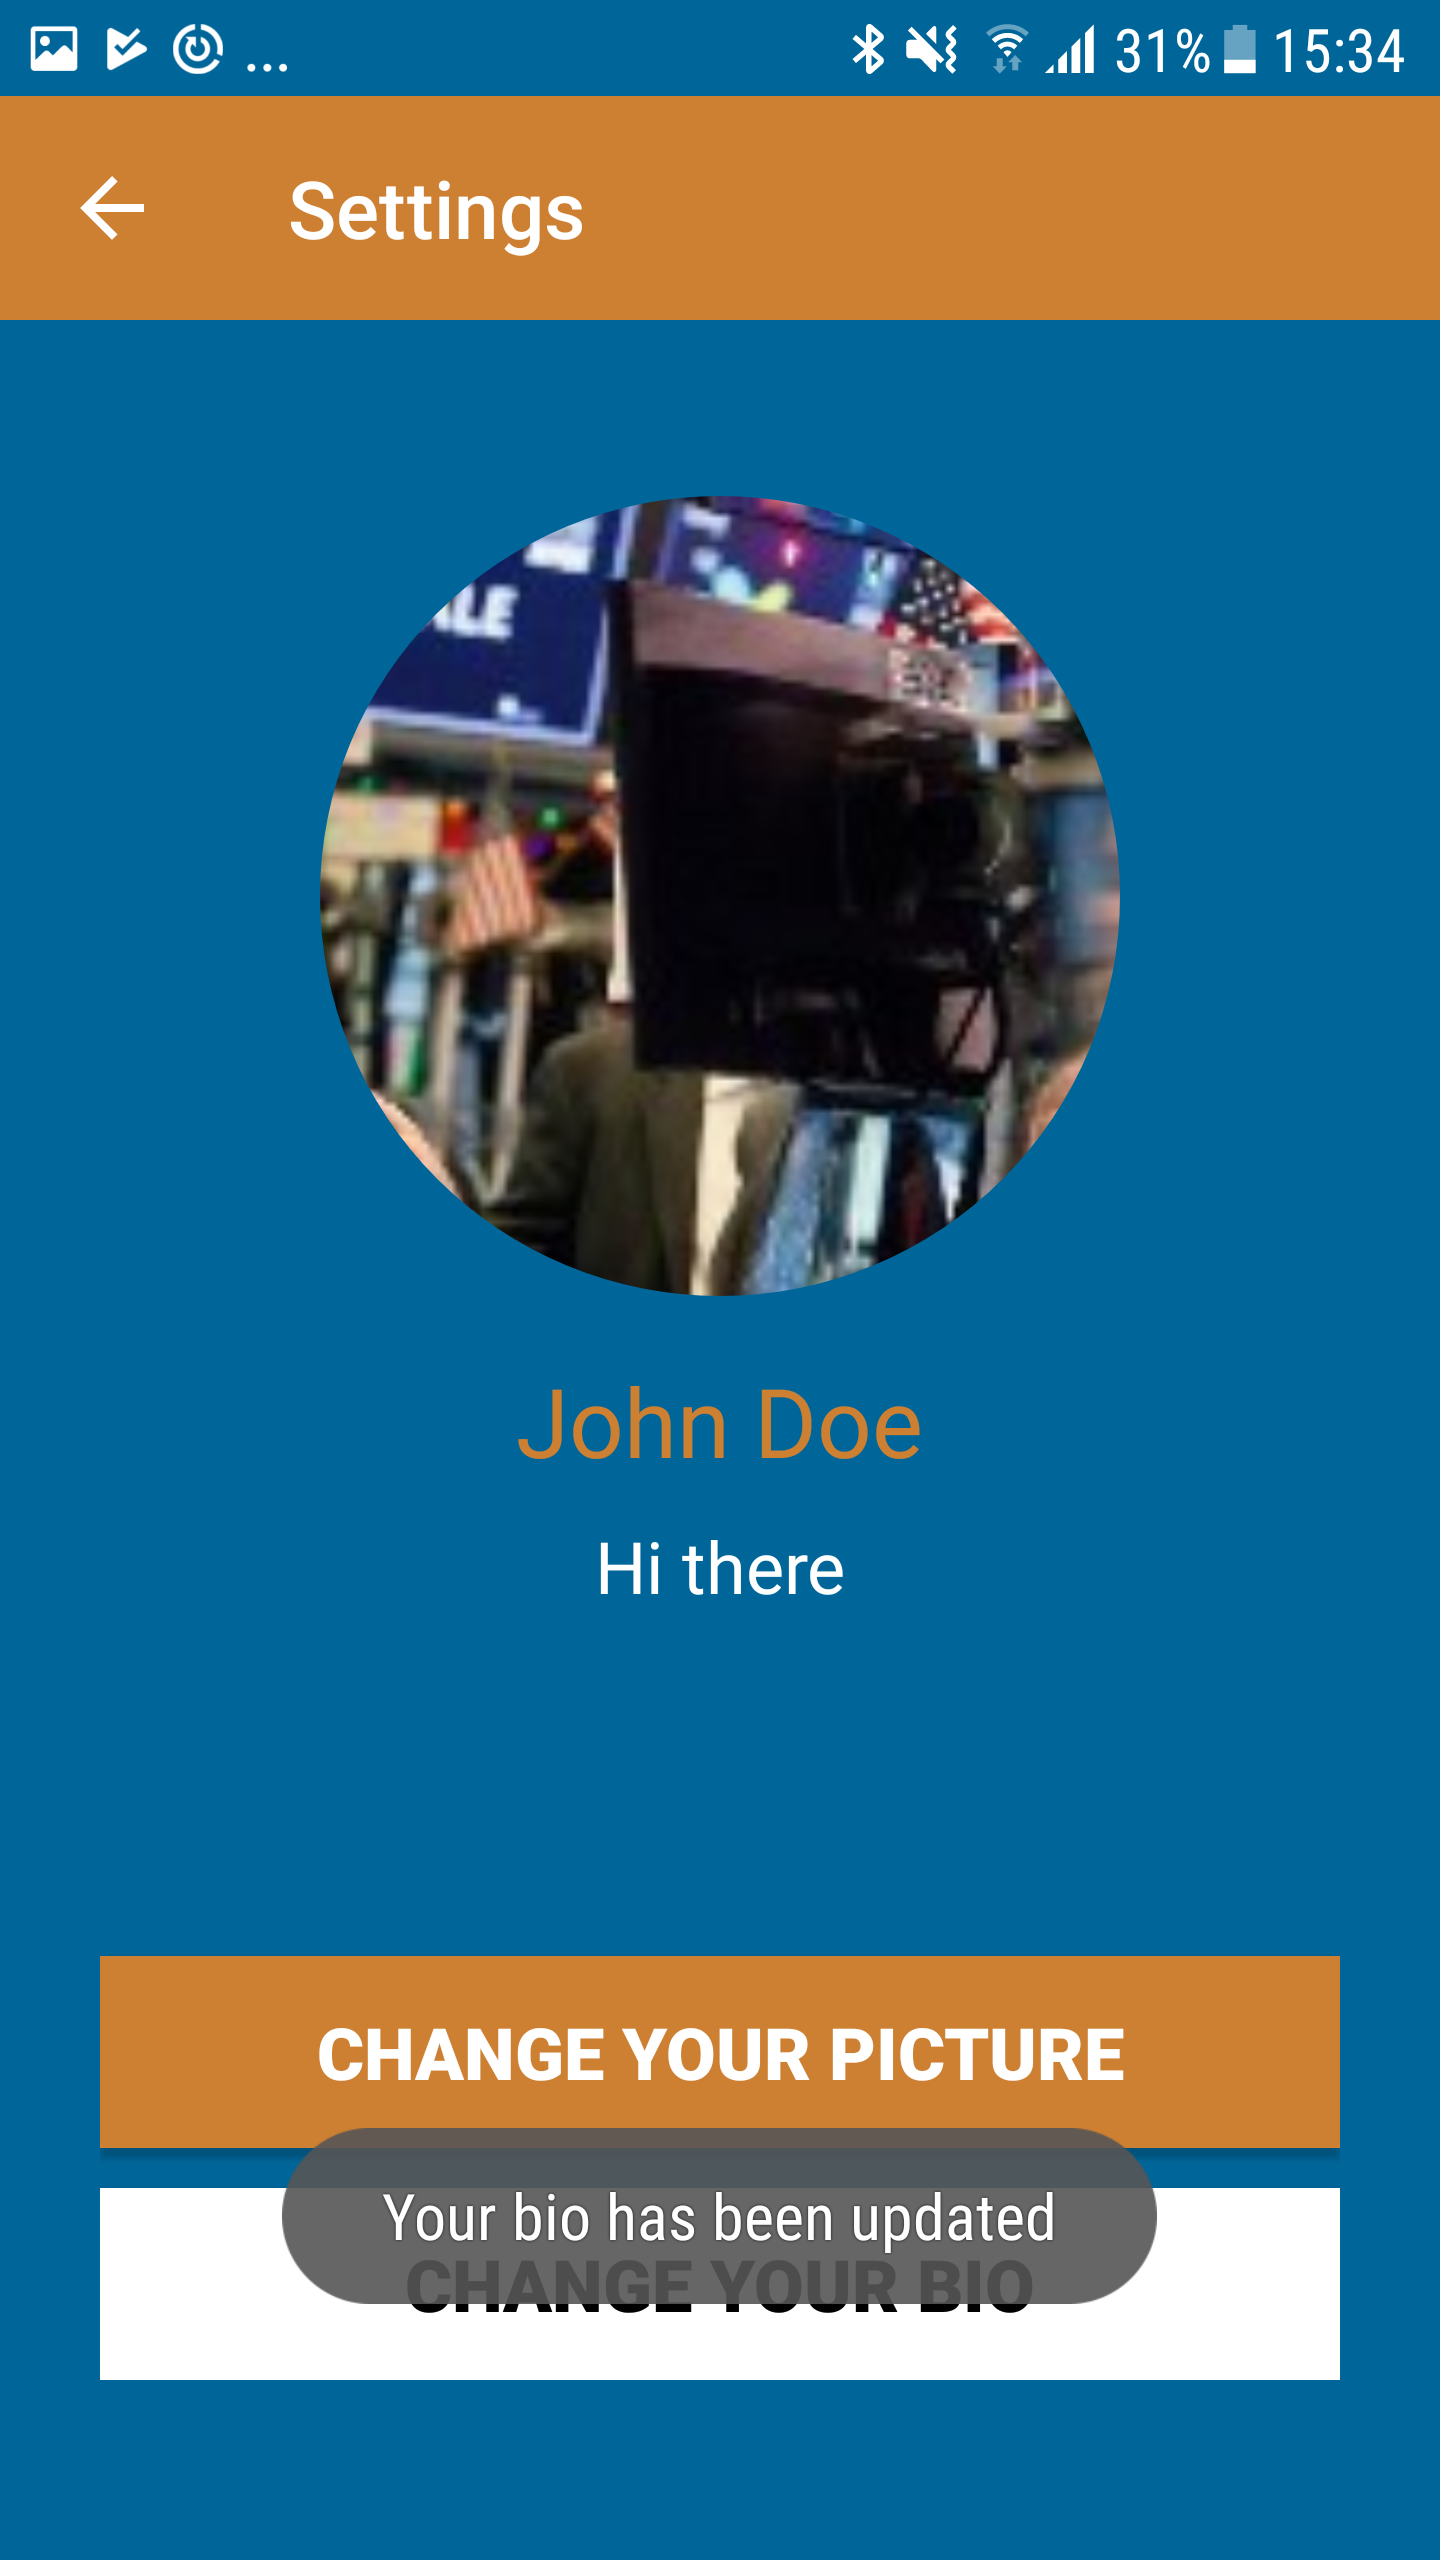 ... 31% 15:34
Settings
ALE
John Doe
Hi there
CHANGE YOUR PICTURE
Your bio has been updated
CHANGE YOUR BIO